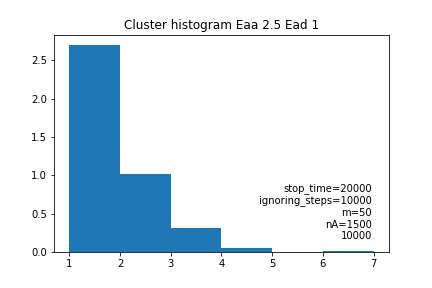 Cluster histogram Eaa 2.5 Ead 1
2.5
2.0
1.5
1.0
0.5
0.0
stop_time=20000
ignoring_steps=10000
m=50
nA=1500
10000
1 2 3 4 5 6 7